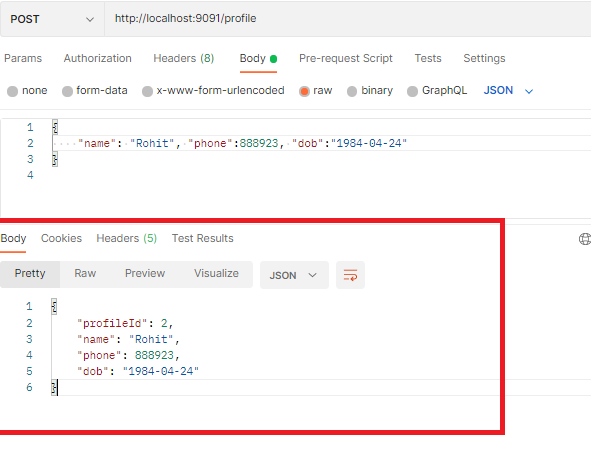 POST http://localhost:9091/profile
Params Authorization Headers (8) Body Pre-request Script Tests Settings
none form-data x-www-form-urlencoded raw binary GraphQL JSON
1 {
2 "name": "Rohit", "phone":888923, "dob":"1984-04-24"
3 }
4
Body Cookies Headers (5) Test Results
Pretty Raw Preview Visualize JSON
1 {
2 "profileId": 2,
3 "name": "Rohit",
4 "phone": 888923,
5 "dob": "1984-04-24"
6 }